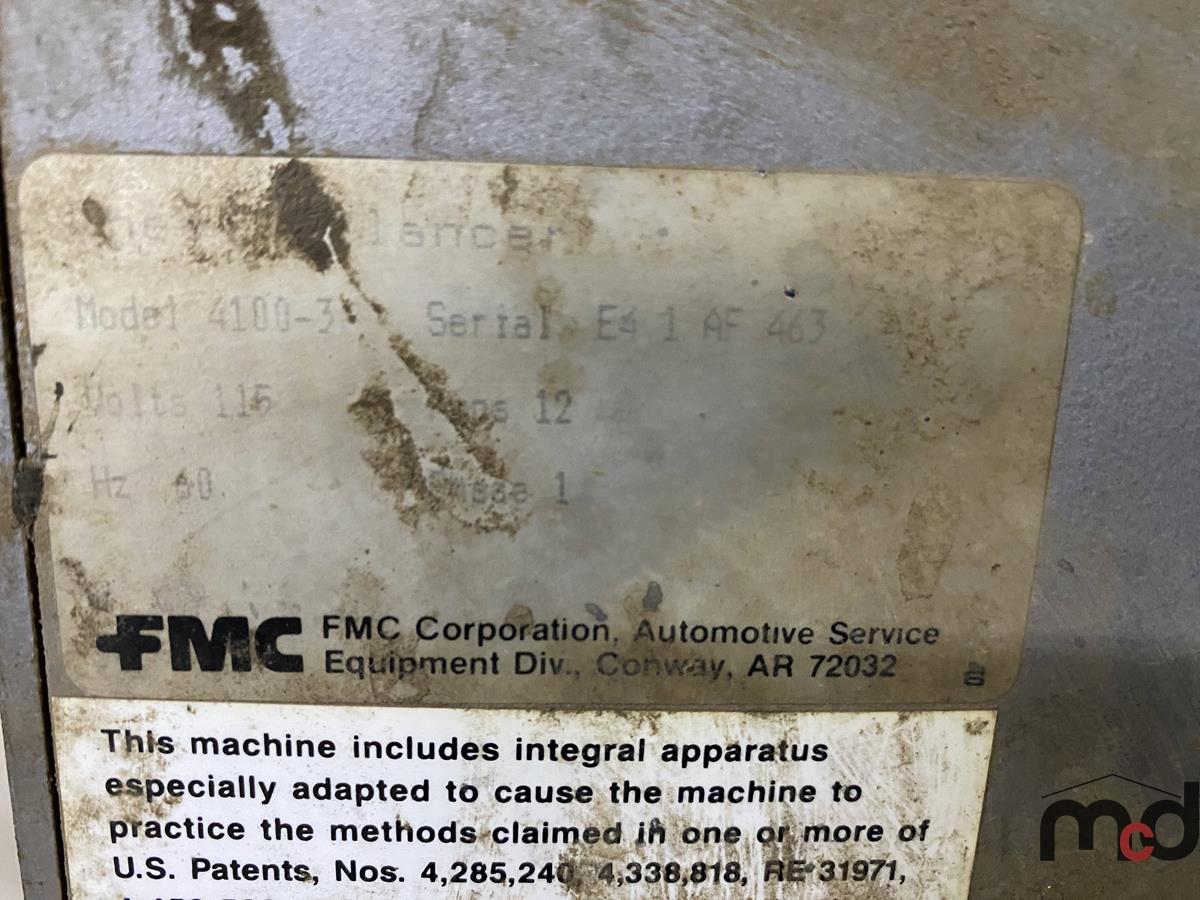 Model 4100-3 Serial E4 1 AF 463
Volts 115 12
Hz 60 Phase 1
FMC FMC Corporation, Automotive Service
Equipment Div., Conway, AR 72032
This machine includes integral apparatus
especially adapted to cause the machine to
practice the methods claimed in one or more of
U.S. Patents, Nos. 4,285,240, 4,338,818, RE 31971,
mcd